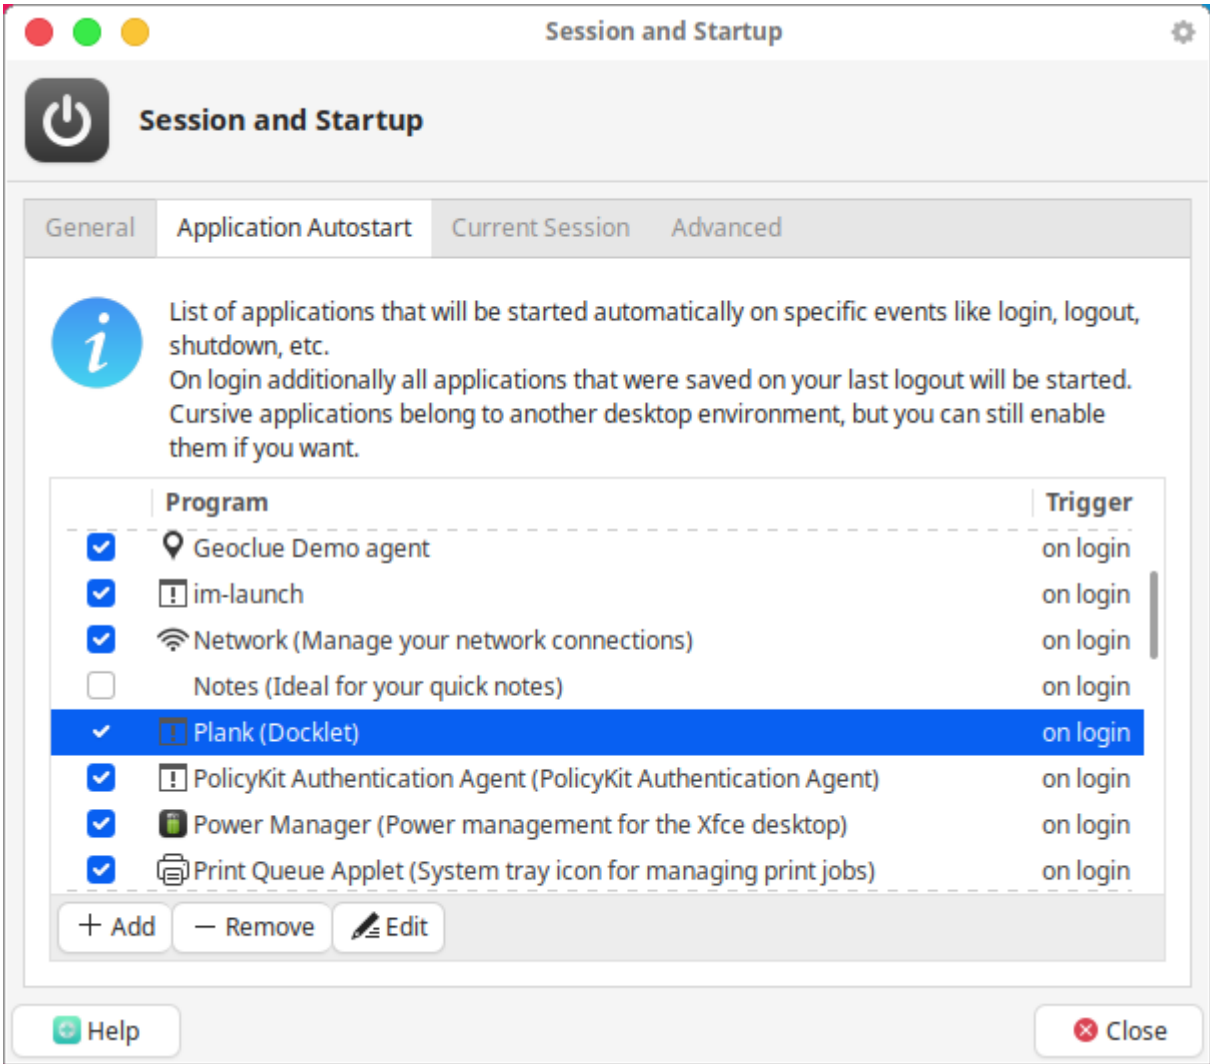 Session and Startup
Session and Startup
General Application Autostart Current Session Advanced
List of applications that will be started automatically on specific events like login, logout,
shutdown, etc.
On login additionally all applications that were saved on your last logout will be started.
Cursive applications belong to another desktop environment, but you can still enable
them if you want.
Program Trigger
Geoclue Demo agent on login
im-launch on login
Network (Manage your network connections) on login
Notes (Ideal for your quick notes) on login
Plank (Docklet) on login
PolicyKit Authentication Agent (PolicyKit Authentication Agent) on login
Power Manager (Power management for the Xfce desktop) on login
Print Queue Applet (System tray icon for managing print jobs) on login
Add Remove Edit
Help Close